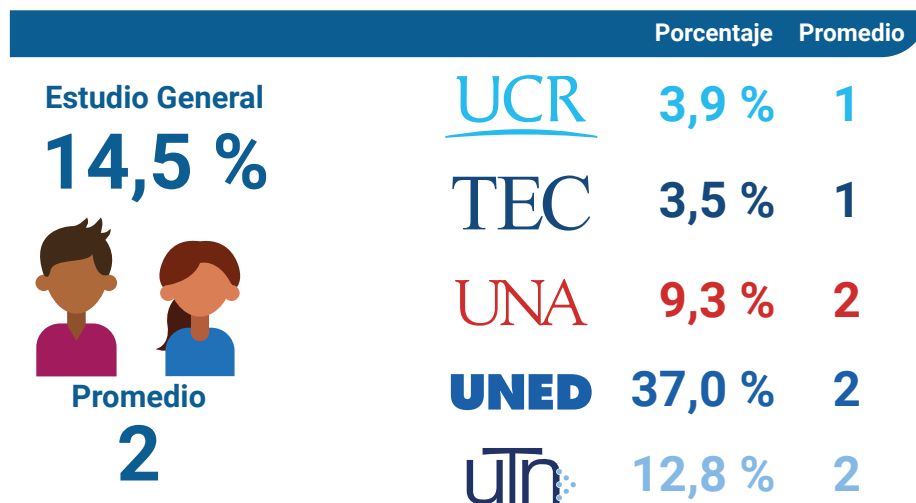 Porcentaje Promedio
Estudio General
14,5 %
Promedio
2
UCR 3,9 % 1
TEC 3,5 % 1
UNA 9,3 % 2
UNED 37,0 % 2
uTn 12,8 % 2